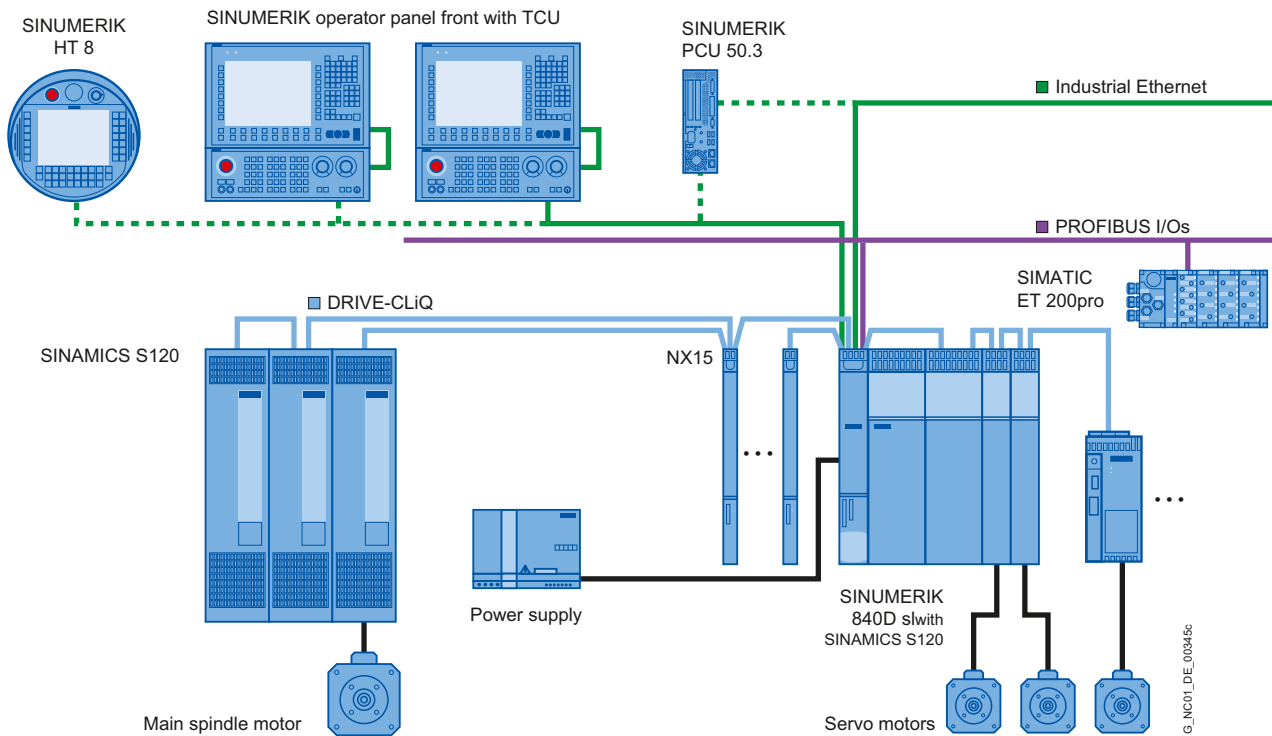 SINUMERIK
HT 8
SINUMERIK operator panel front with TCU
SINUMERIK
PCU 50.3
Industrial Ethernet
PROFIBUS I/Os
SIMATIC
ET 200pro
DRIVE-CLiQ
SINAMICS S120
NX15
...
...
Power supply
SINUMERIK
840D slwith
SINAMICS S120
Main spindle motor
Servo motors
G_NC01_DE_00345c